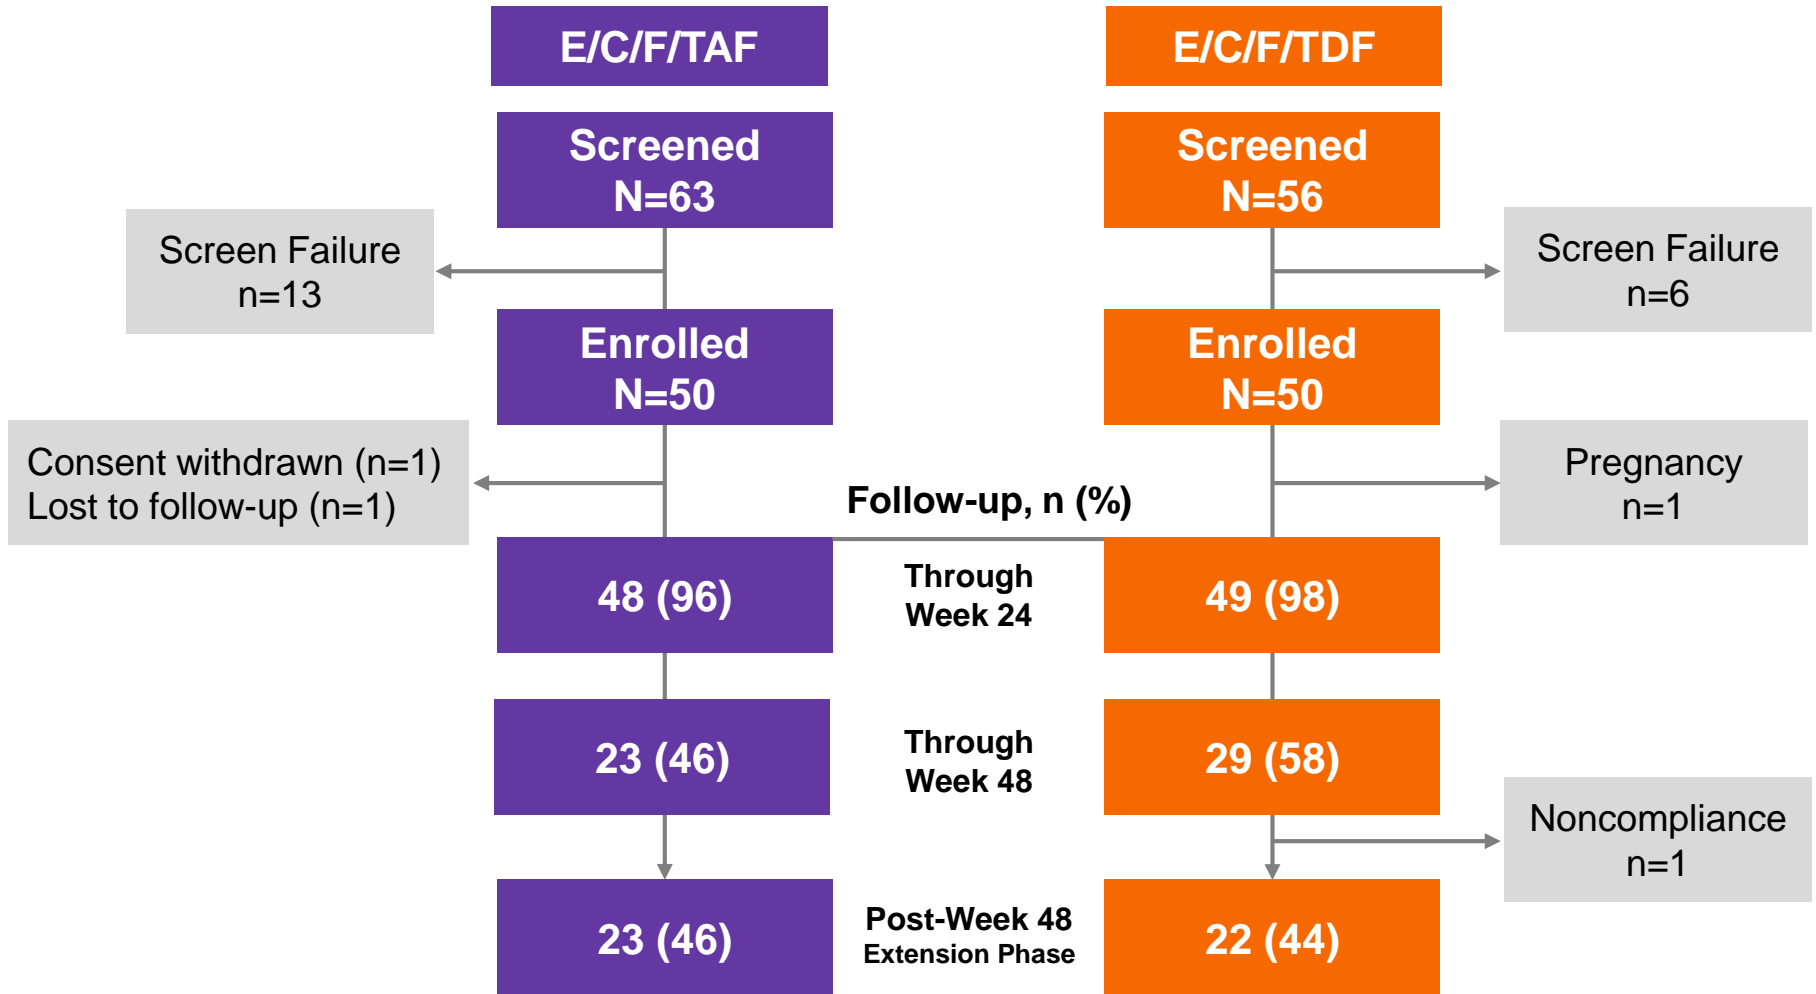 E/C/F/TAF
E/C/F/TDF
Screened
N=63
Screened
N=56
Screen Failure
n=13
Screen Failure
n=6
Enrolled
N=50
Enrolled
N=50
Consent withdrawn (n=1)
Lost to follow-up (n=1)
Pregnancy
n=1
Follow-up, n (%)
48 (96)
Through
Week 24
49 (98)
23 (46)
Through
Week 48
29 (58)
Noncompliance
n=1
23 (46)
Post-Week 48
Extension Phase
22 (44)